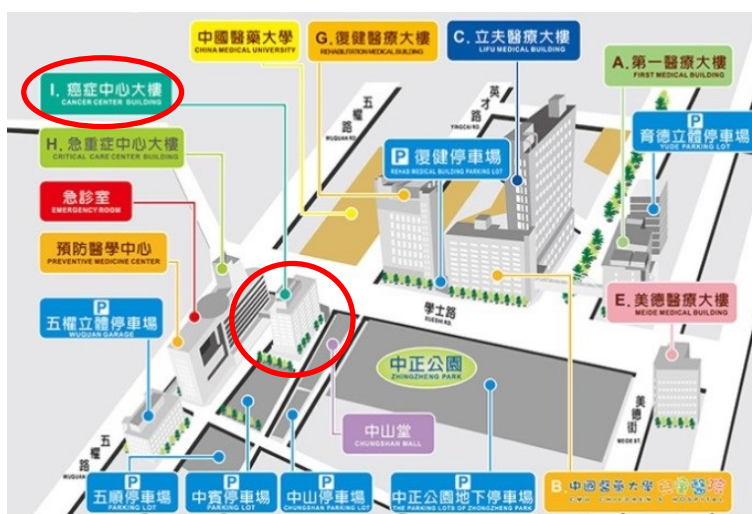 中國醫藥大學
CHINA MEDICAL UNIVERSITY
G.復健醫療大樓
REHABILITATION MEDICAL BUILDING
C.立夫醫療大樓
LIFU MEDICAL BUILDING
A.第一醫療大樓
FIRST MEDICAL BUILDING
I.癌症中心大樓
CANCER CENTER BUILDING
五權路
WUQUAN RD.
英才路
YINGCAI RD.
P
育德立體停車場
YUDE PARKING LOT
H.急重症中心大樓
CRITICAL CARE CENTER BUILDING
P 復健停車場
REHAB MEDICAL BUILDING PARKING LOT
急診室
EMERGENCY ROOM
預防醫學中心
PREVENTIVE MEDICINE CENTER
學士路
XUESHI RD.
E.美德醫療大樓
MEIDE MEDICAL BUILDING
P
五權立體停車場
WUQUAN GARAGE
中正公園
ZHINGZHENG PARK
中山堂
CHUNGSHAN MALL
美德街
MEIDE ST.
五權路
WUQUAN RD.
P
五順停車場
PARKING LOT
P
中賓停車場
PARKING LOT
P
中山停車場
CHUNGSHAN PARKING LOT
P
中正公園地下停車場
THE PARKING LOTS OF ZHONGZHENG PARK
B.中國醫藥大學兒童醫院
CMU CHILDREN'S HOSPITAL